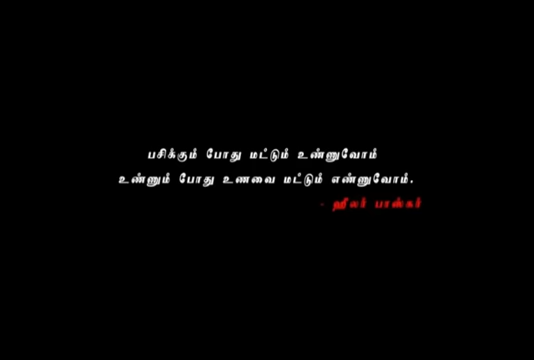 பசிக்கும் போது மட்டும் உண்ணுவோம்
உண்ணும் போது உணவை மட்டும் எண்ணுவோம்.
- ஹீலர் பாஸ்கர்